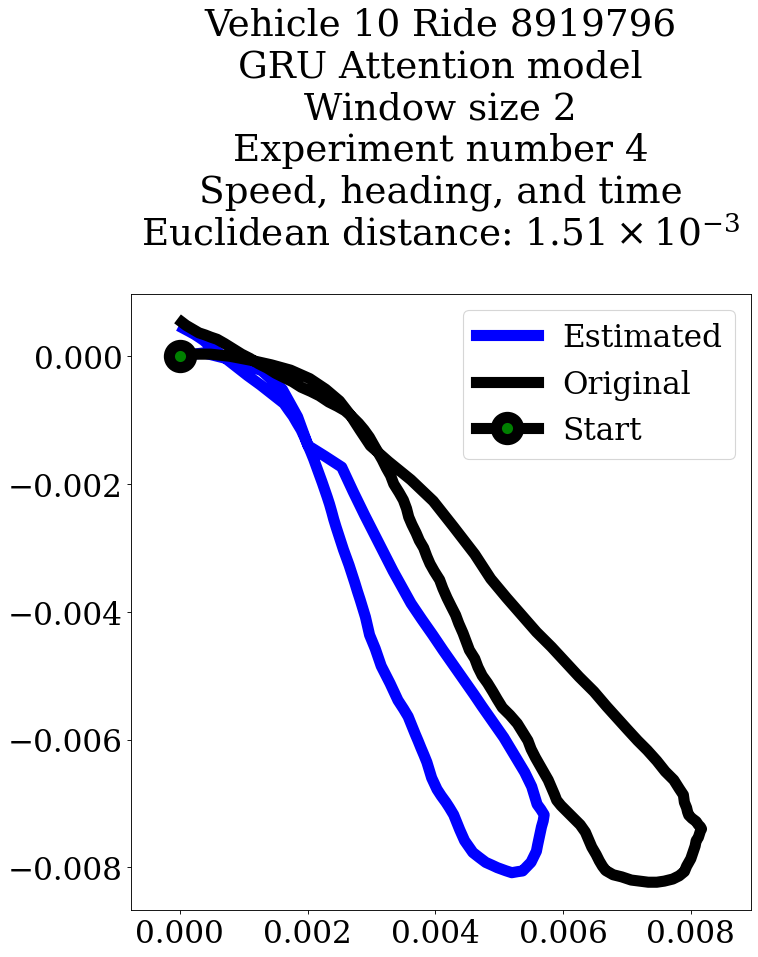 Vehicle 10 Ride 8919796
GRU Attention model
Window size 2
Experiment number 4
Speed, heading, and time
Euclidean distance: 1.51 × 10⁻³
Estimated
Original
Start
0.000
−0.002
−0.004
−0.006
−0.008
0.000 0.002 0.004 0.006 0.008